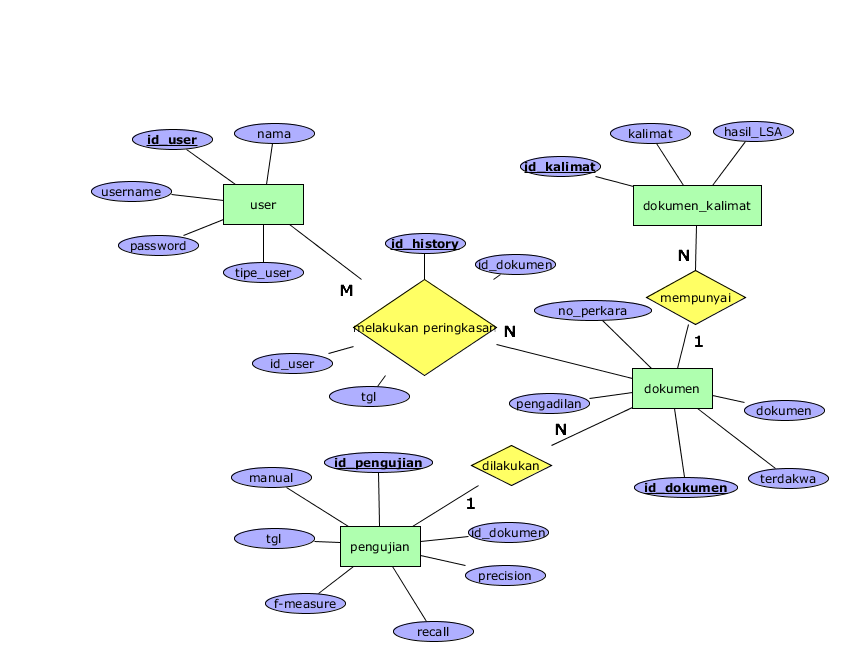 id_user
nama
username
user
password
tipe_user
kalimat
hasil_LSA
id_kalimat
dokumen_kalimat
N
mempunyai
1
id_history
id_dokumen
M
melakukan peringkasan
N
id_user
tgl
no_perkara
dokumen
pengadilan
dokumen
N
dilakukan
1
id_dokumen
terdakwa
id_pengujian
manual
tgl
pengujian
id_dokumen
precision
f-measure
recall